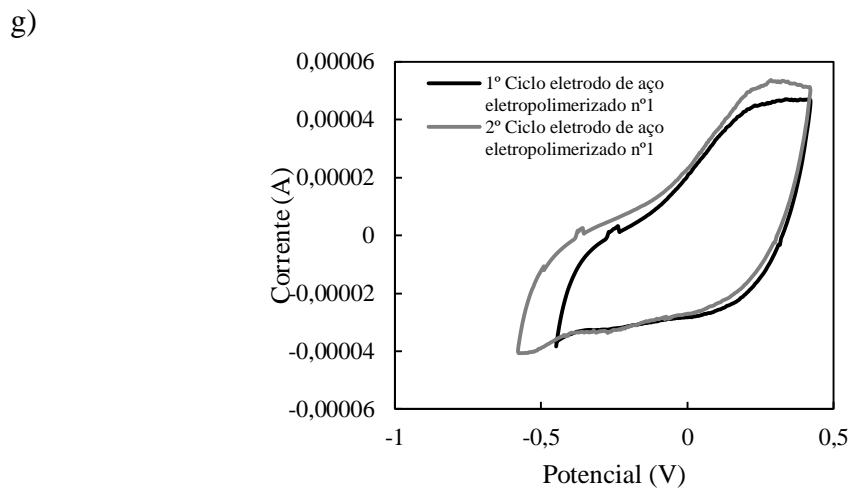 g)
0,00006
0,00004
0,00002
0
-0,00002
-0,00004
-0,00006
Corrente (A)
1º Ciclo eletrodo de aço
eletropolimerizado nº1
2º Ciclo eletrodo de aço
eletropolimerizado nº1
-1
-0,5
0
0,5
Potencial (V)